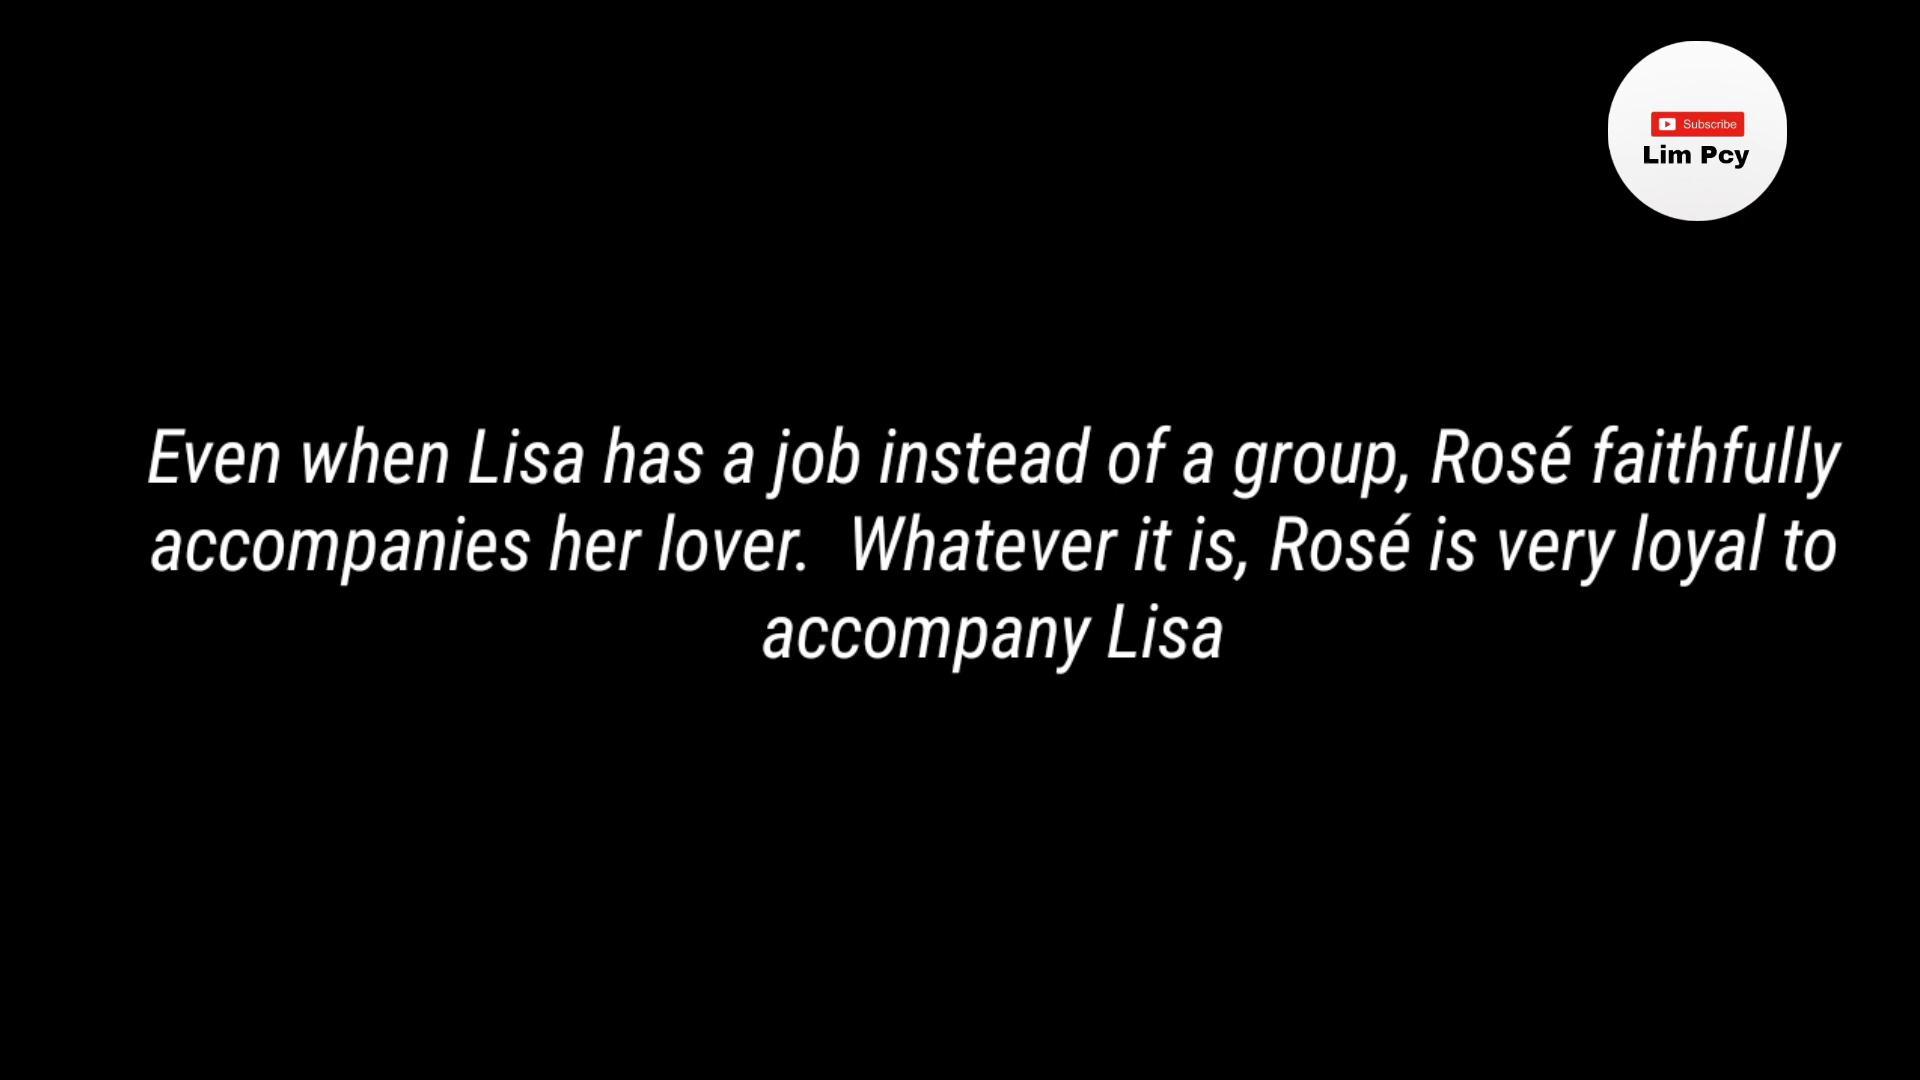 Subscribe
Lim Pcy
Even when Lisa has a job instead of a group, Rosé faithfully
accompanies her lover.  Whatever it is, Rosé is very loyal to
accompany Lisa